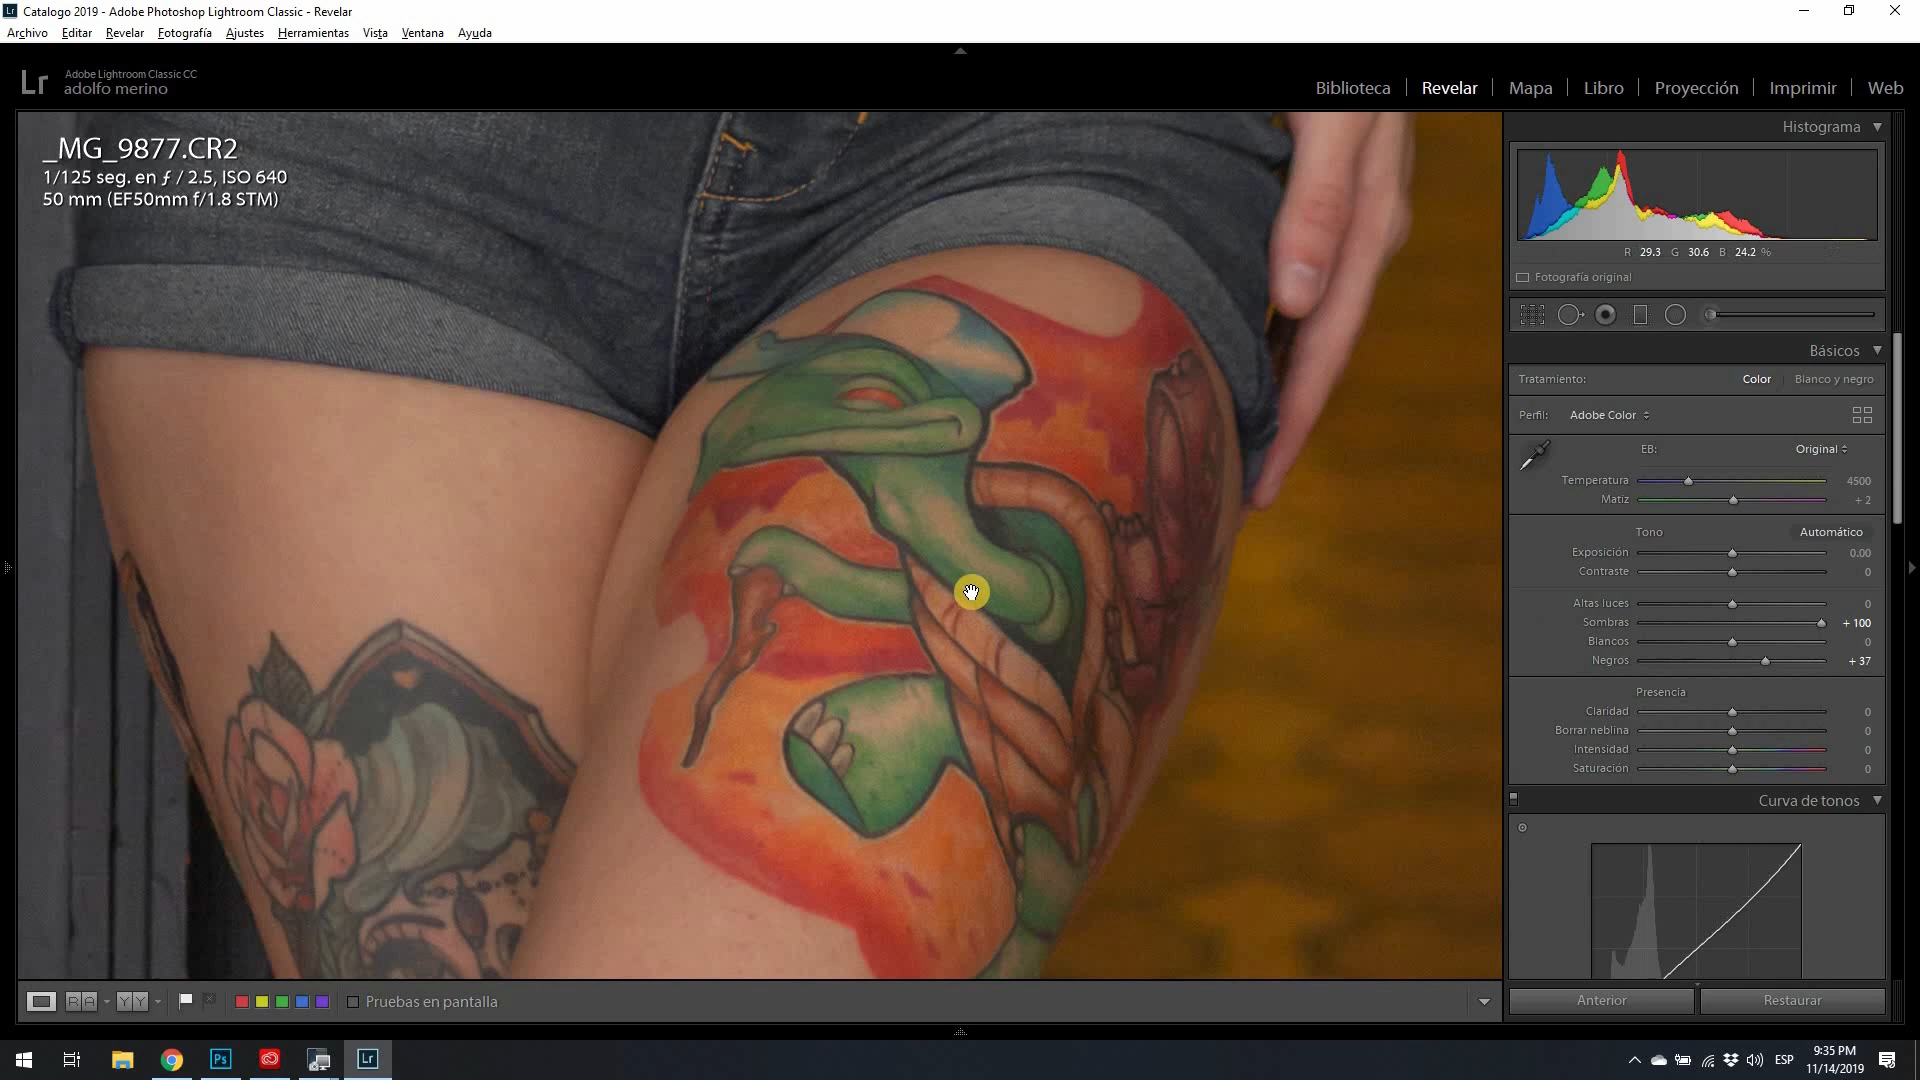 Lr Catalogo 2019 - Adobe Photoshop Lightroom Classic - Revelar
Archivo Editar Revelar Fotografía Ajustes Herramientas Vista Ventana Ayuda
Lr Adobe Lightroom Classic CC
adolfo merino
Biblioteca Revelar Mapa Libro Proyección Imprimir Web
_MG_9877.CR2
1/125 seg. en ƒ / 2.5, ISO 640
50 mm (EF50mm f/1.8 STM)
Histograma
R 29.3 G 30.6 B 24.2 %
Fotografía original
Básicos
Tratamiento: Color Blanco y negro
Perfil: Adobe Color
EB: Original
Temperatura 4500
Matiz + 2
Tono Automático
Exposición 0.00
Contraste 0
Altas luces 0
Sombras + 100
Blancos 0
Negros + 37
Presencia
Claridad 0
Borrar neblina 0
Intensidad 0
Saturación 0
Curva de tonos
R A Y Y Pruebas en pantalla
Anterior Restaurar
Ps Lr ESP
9:35 PM
11/14/2019